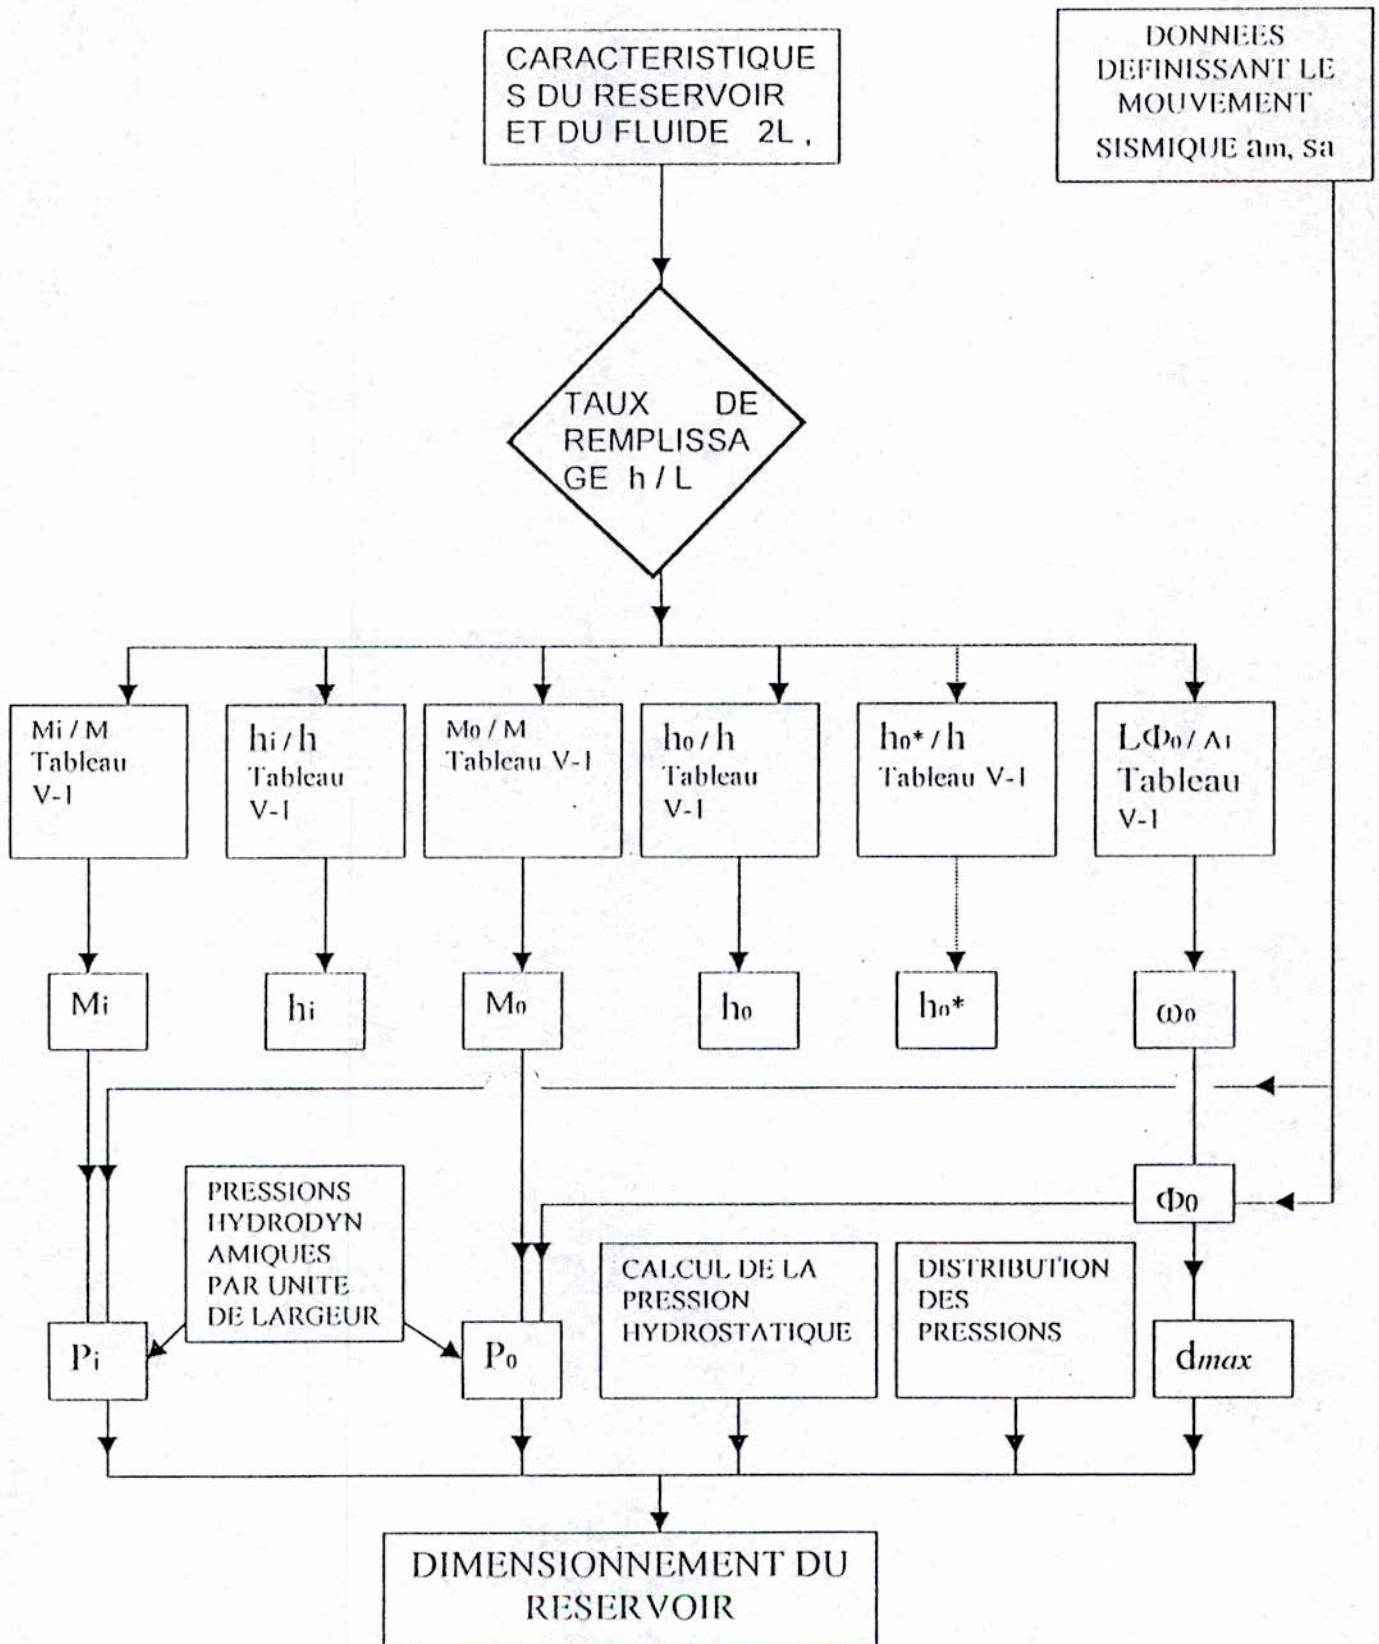 CARACTERISTIQUE
S DU RESERVOIR
ET DU FLUIDE 2L ,
DONNEES
DEFINISSANT LE
MOUVEMENT
SISMIQUE am, sa
TAUX DE
REMPLISSA
GE h / L
Mi / M
Tableau
V-1
hi / h
Tableau
V-1
M0 / M
Tableau V-1
h0 / h
Tableau
V-1
h0* / h
Tableau V-1
LΦ0 / Λ1
Tableau
V-1
Mi
hi
M0
h0
h0*
ω0
PRESSIONS
HYDRODYN
AMIQUES
PAR UNITE
DE LARGEUR
Φ0
CALCUL DE LA
PRESSION
HYDROSTATIQUE
DISTRIBUTION
DES
PRESSIONS
Pi
P0
dmax
DIMENSIONNEMENT DU
RESERVOIR